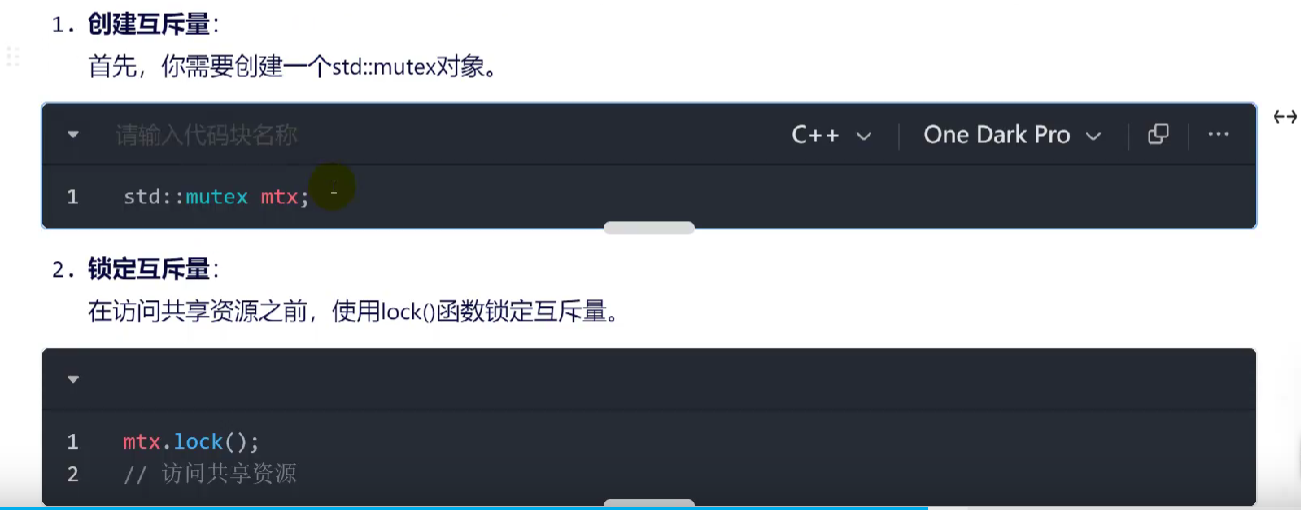 1. 创建互斥量：
首先，你需要创建一个std::mutex对象。
请输入代码块名称 C++ One Dark Pro
1 std::mutex mtx;
2. 锁定互斥量：
在访问共享资源之前，使用lock()函数锁定互斥量。
1 mtx.lock();
2 // 访问共享资源